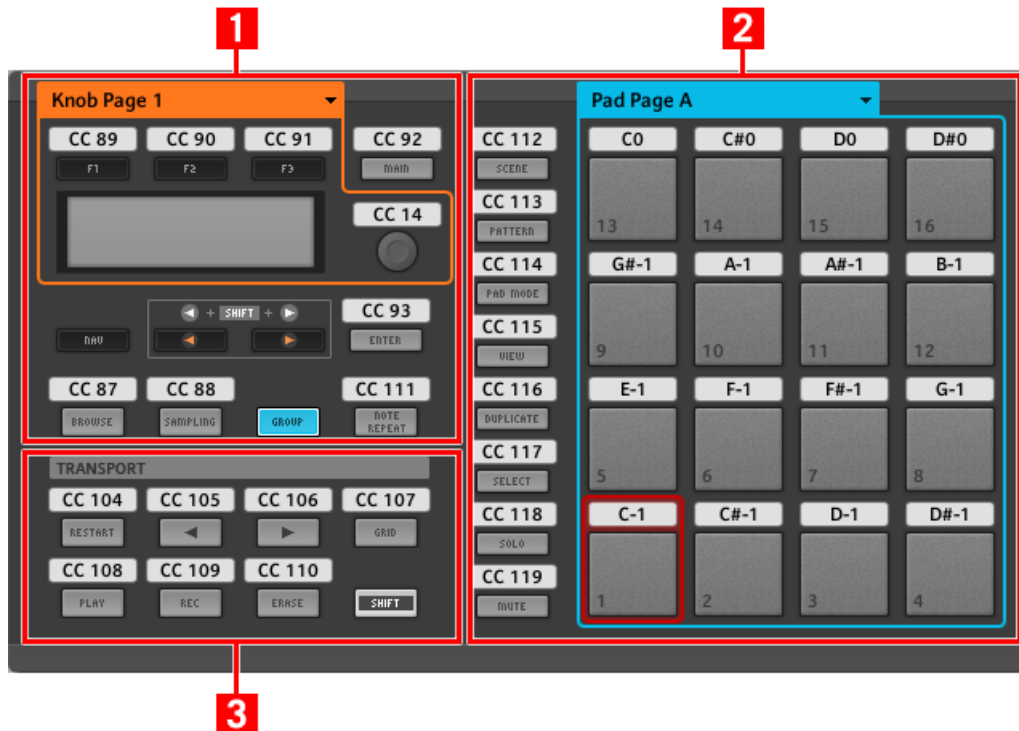 1
2
Knob Page 1
CC 89 CC 90 CC 91 CC 92
F1 F2 F3 MAIN
CC 14
SHIFT
+ +
CC 93
NAV
ENTER
CC 87 CC 88 CC 111
BROWSE SAMPLING GROUP NOTE REPEAT
TRANSPORT
CC 104 CC 105 CC 106 CC 107
RESTART GRID
CC 108 CC 109 CC 110
PLAY REC ERASE SHIFT
3
CC 112
SCENE
CC 113
PATTERN
CC 114
PAD MODE
CC 115
VIEW
CC 116
DUPLICATE
CC 117
SELECT
CC 118
SOLO
CC 119
MUTE
Pad Page A
C0 C#0 D0 D#0
13 14 15 16
G#-1 A-1 A#-1 B-1
9 10 11 12
E-1 F-1 F#-1 G-1
5 6 7 8
C-1 C#-1 D-1 D#-1
1 2 3 4